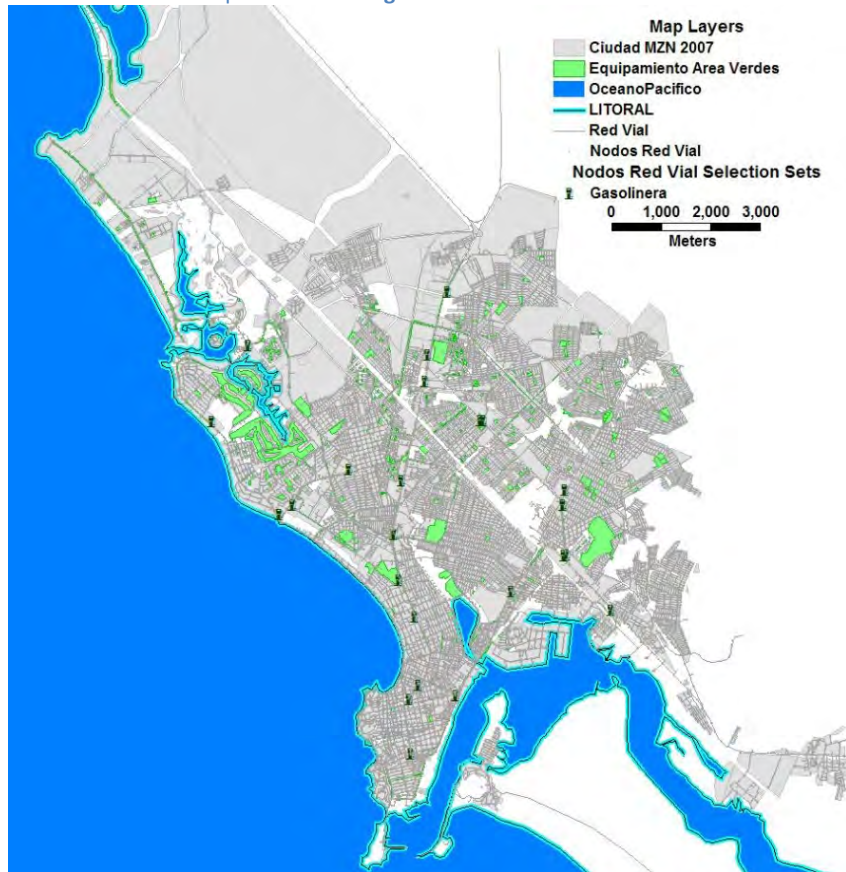 Map Layers
Ciudad MZN 2007
Equipamiento Area Verdes
OceanoPacifico
LITORAL
Red Vial
Nodos Red Vial
Nodos Red Vial Selection Sets
Gasolinera
0 1,000 2,000 3,000
Meters